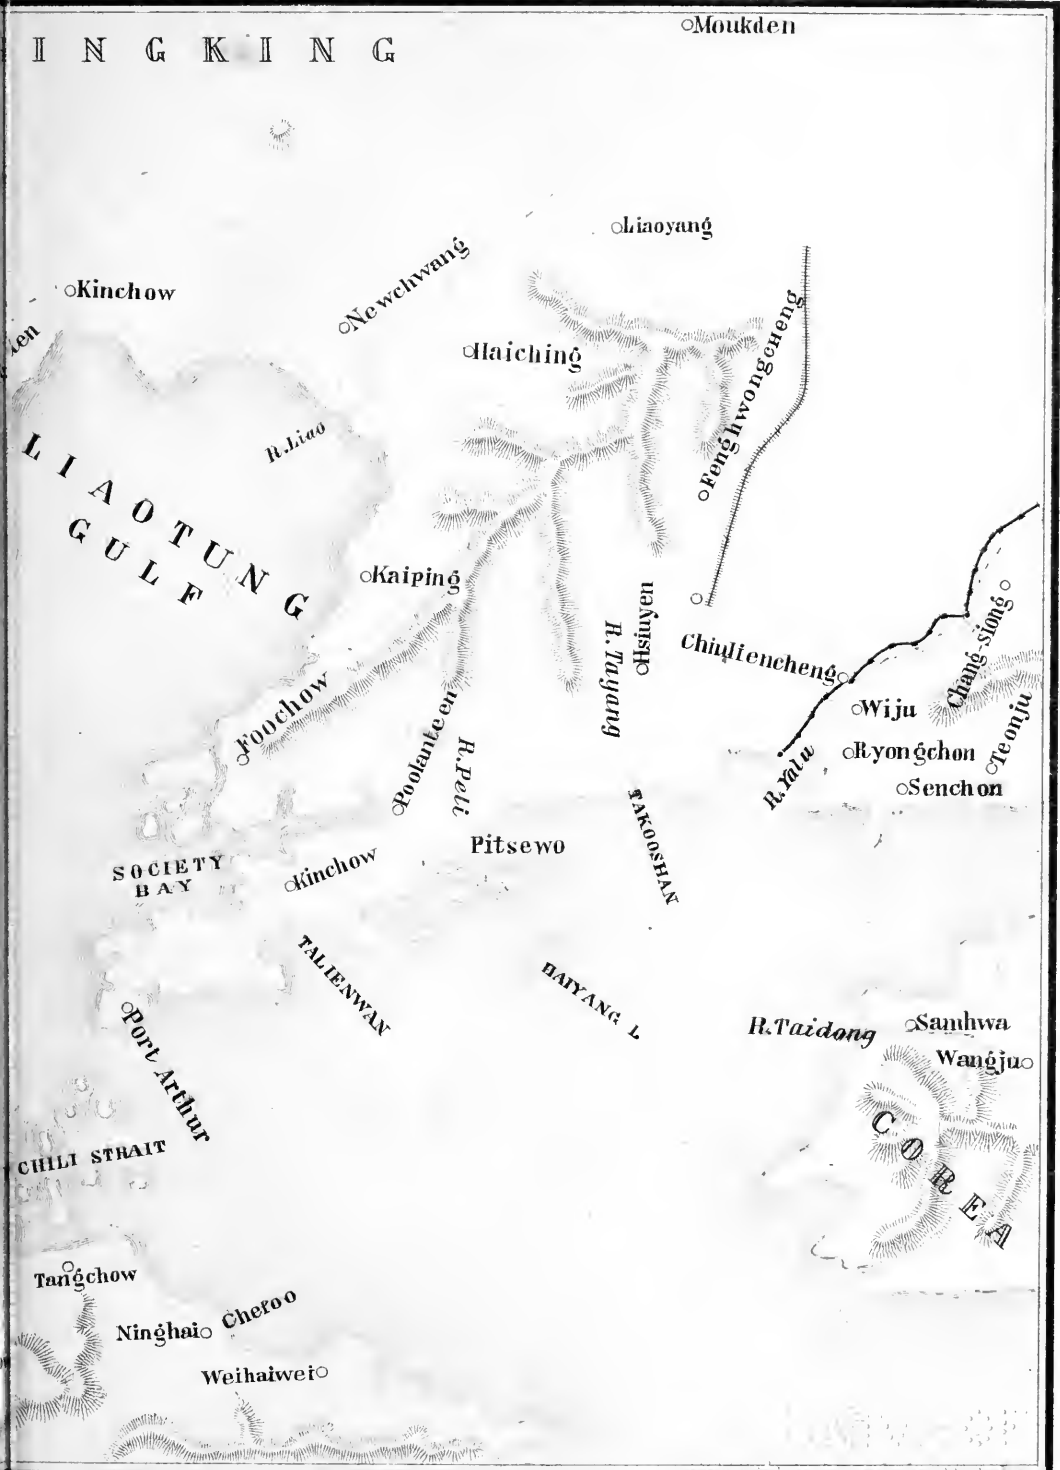 INGKING
Moukden
Liaoyang
Kinchow
Newchwang
Haiching
FenghwongcHeng
R. Liao
LIAOTUNG
GULF
Kaiping
Hsiuyen
R. Tayang
Chiuliencheng
Chang-siong
Wiju
Teonju
Ryongchon
Senchon
R. Yalu
Foochow
Poolanteen
R. Peli
Pitsewo
TAKOOSHAN
SOCIETY
BAY
Kinchow
TALIENWAN
HAIYANG I.
Port Arthur
R. Taidong
Samhwa
Wangju
COREA
CHILI STRAIT
Tangchow
Ninghai
Chefoo
Weihaiwei